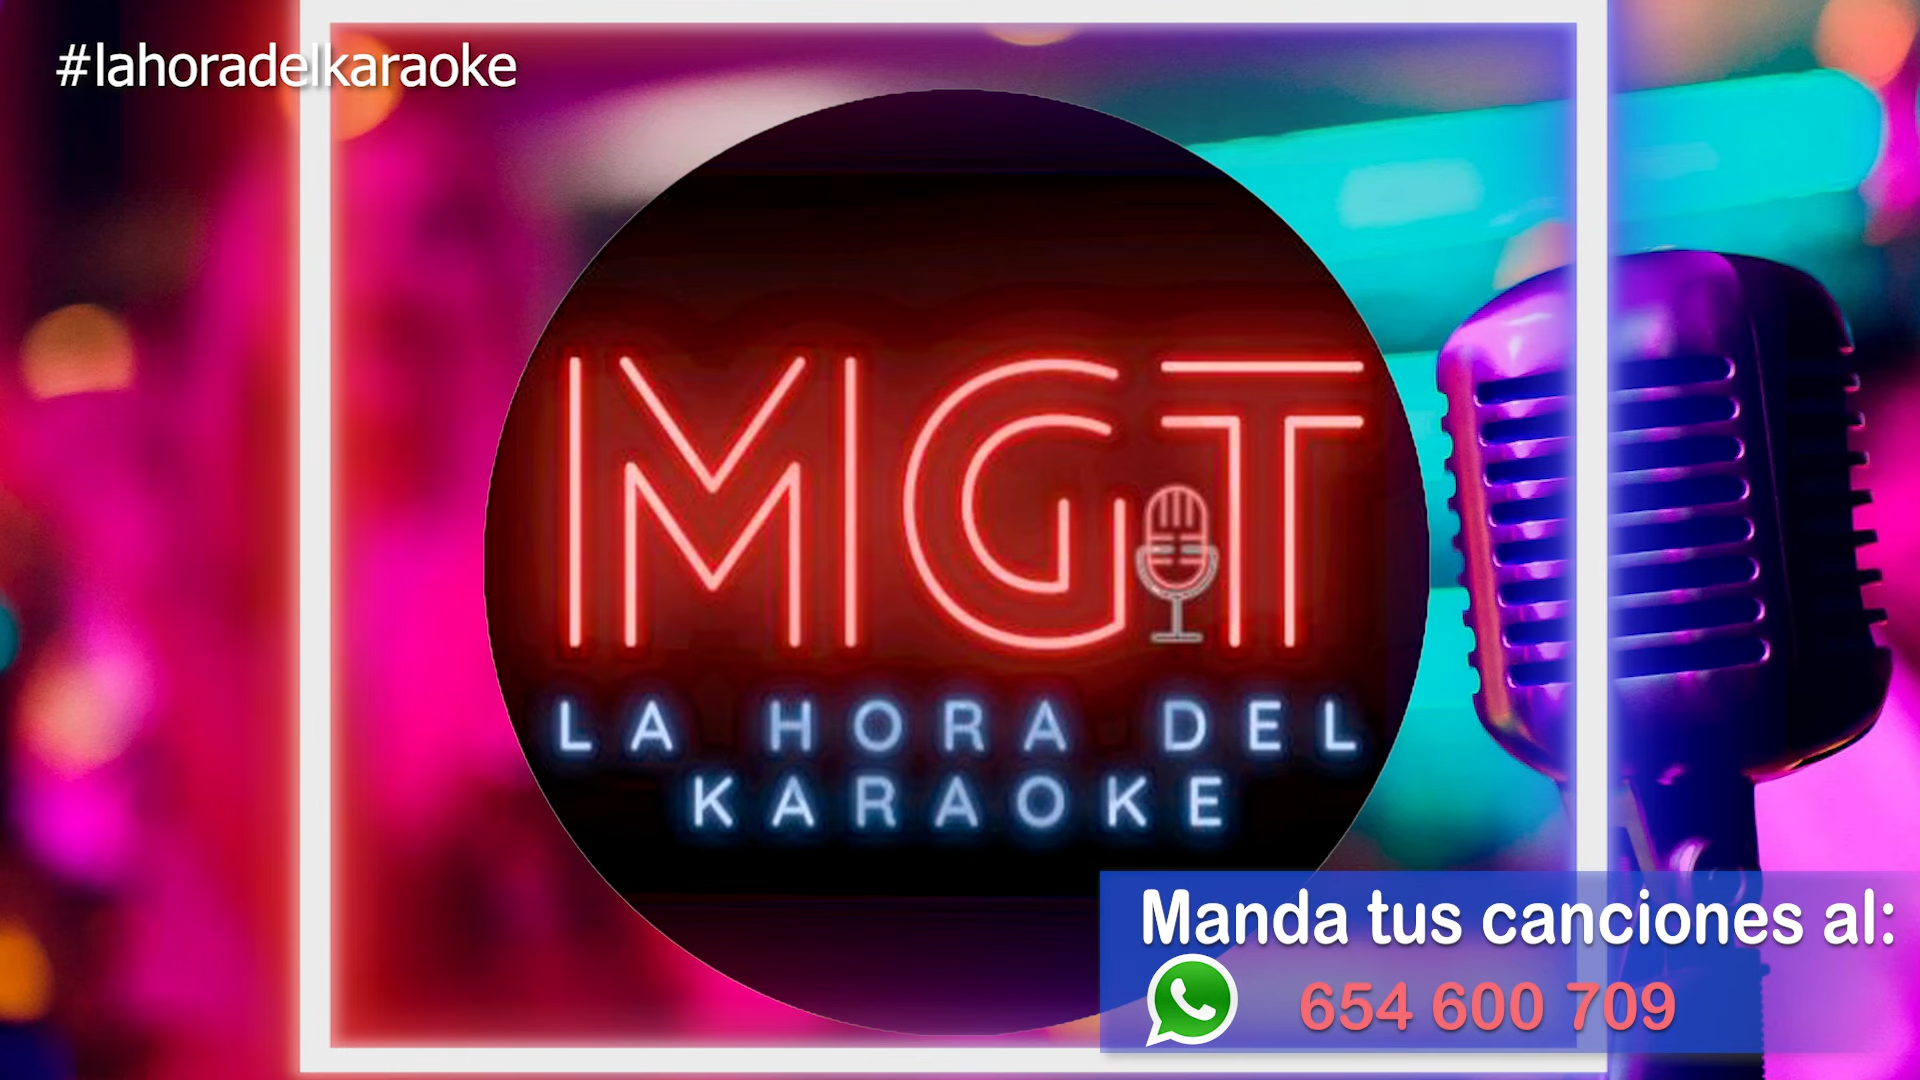 #lahoradelkaraoke
MGT
LA HORA DEL
KARAOKE
Manda tus canciones al:
654 600 709